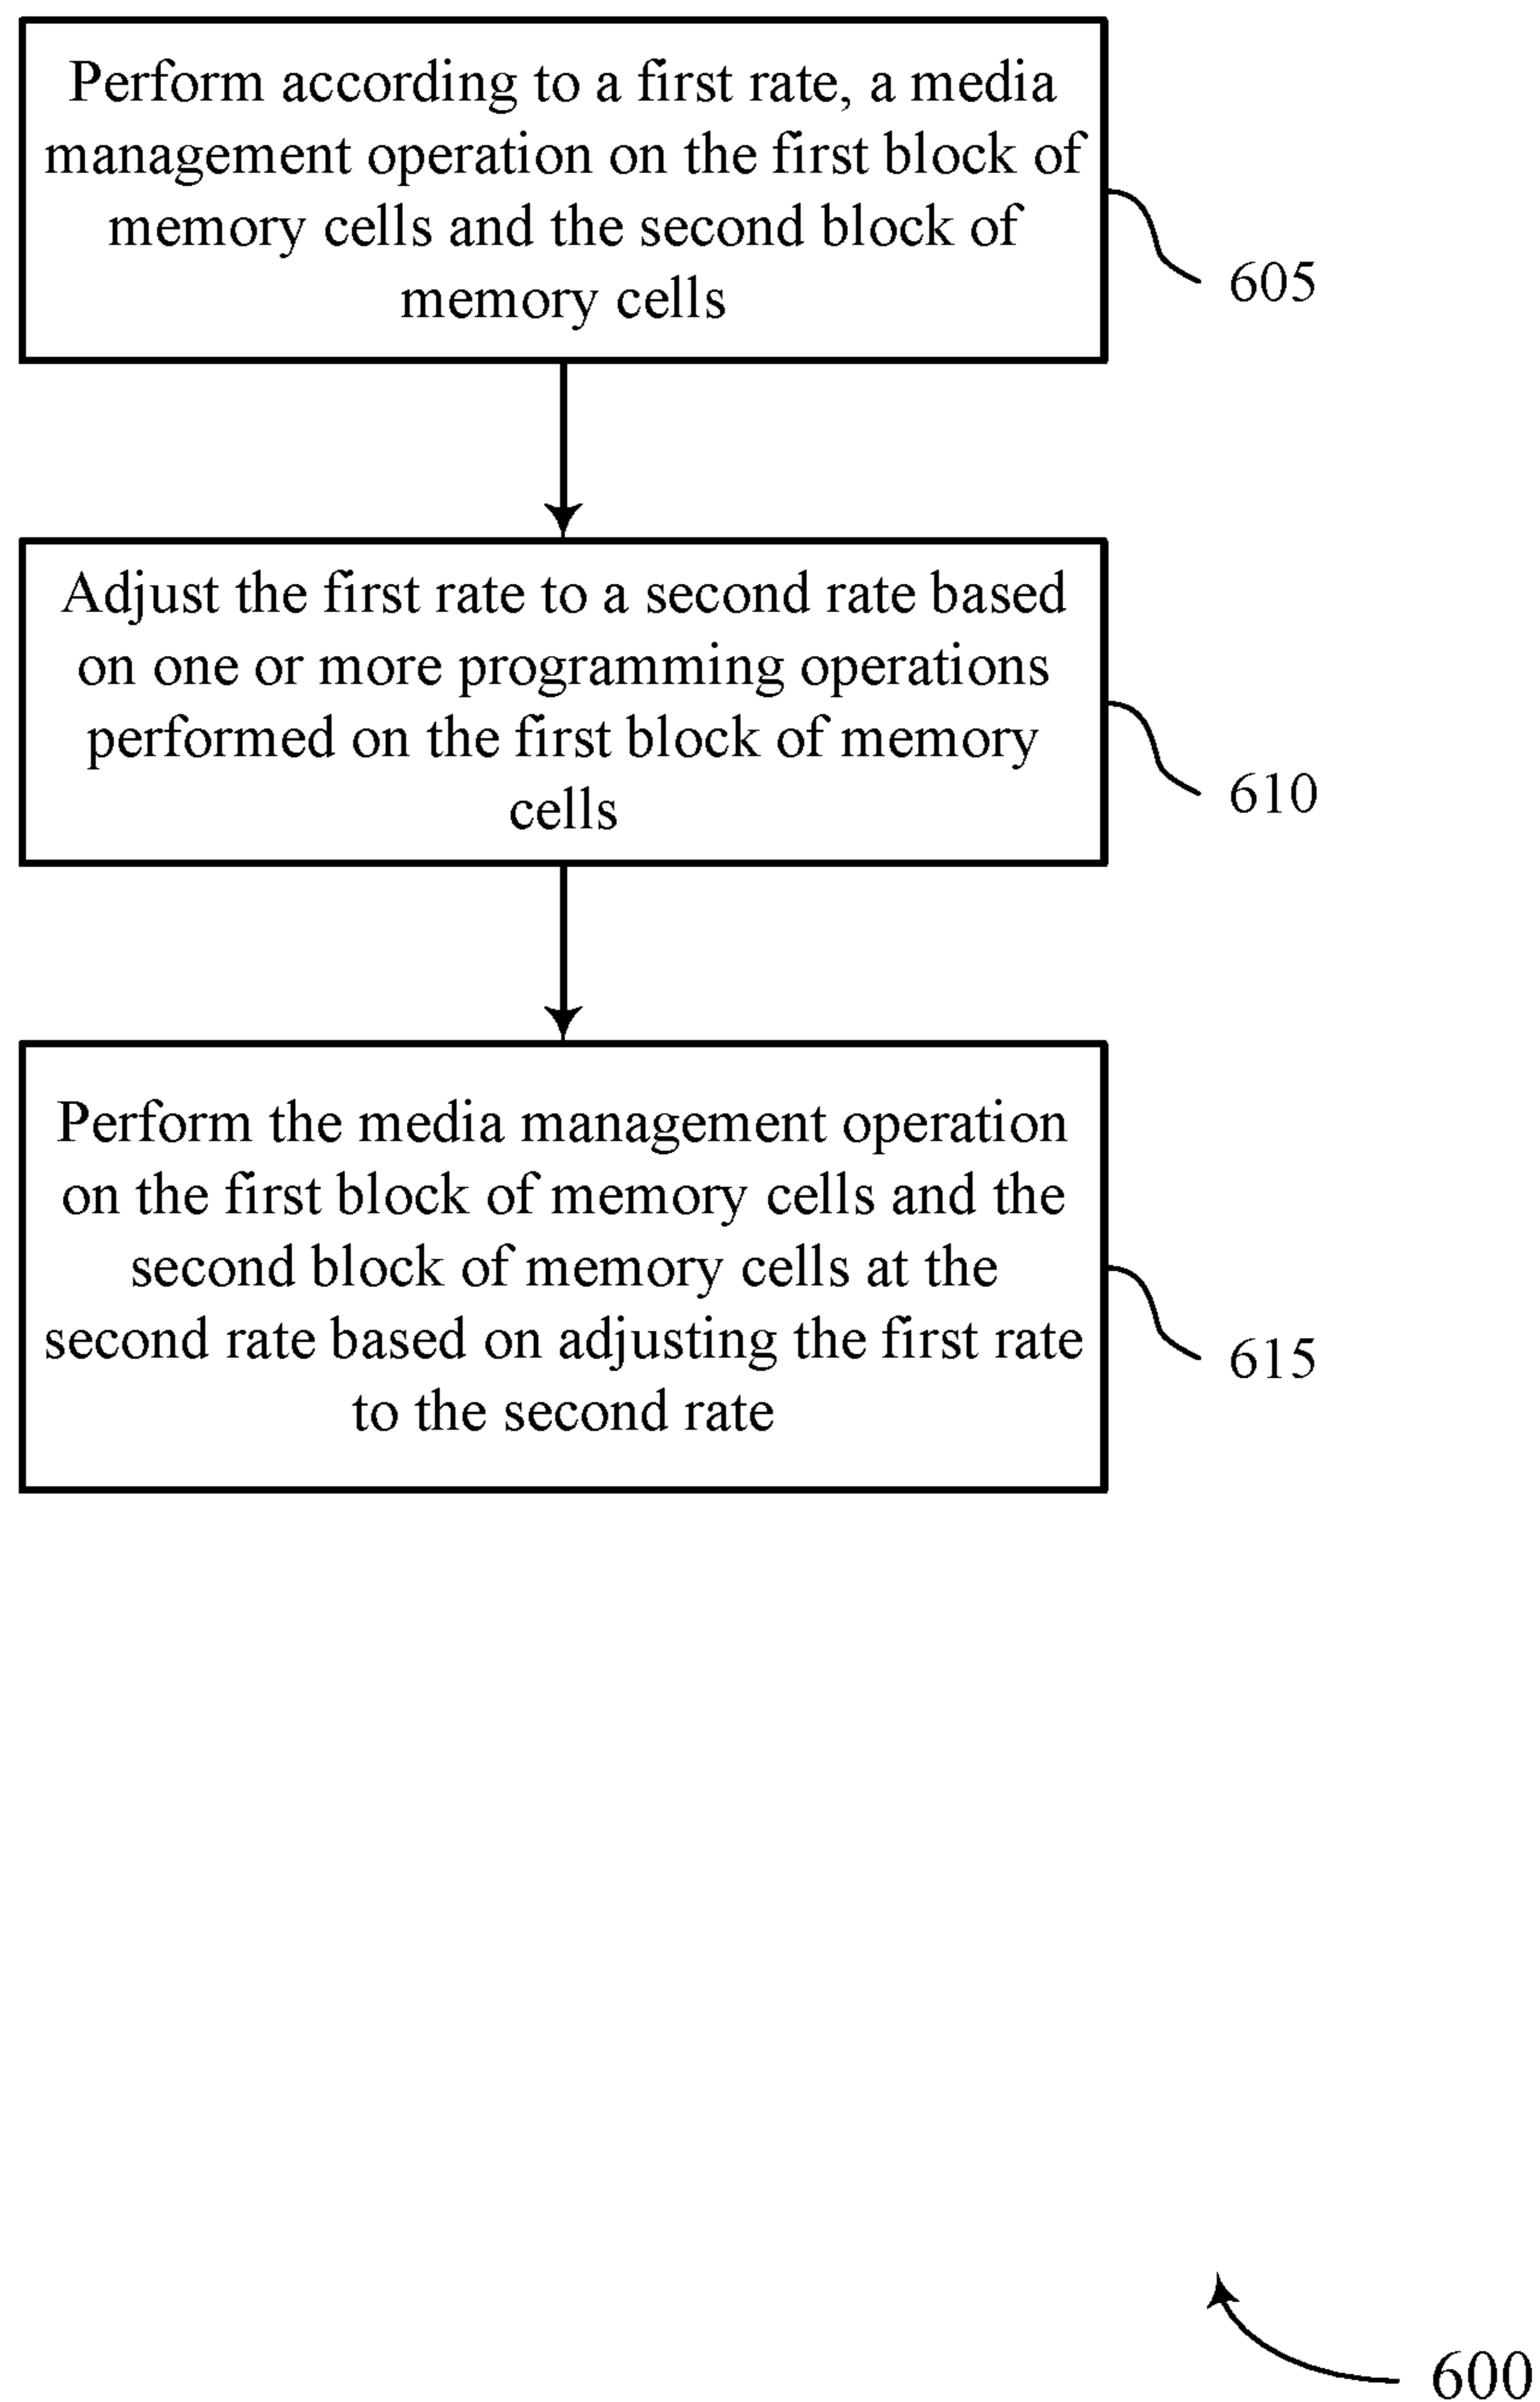 Perform according to a first rate, a media
management operation on the first block of
memory cells and the second block of
memory cells
605
Adjust the first rate to a second rate based
on one or more programming operations
performed on the first block of memory
cells
610
Perform the media management operation
on the first block of memory cells and the
second block of memory cells at the
second rate based on adjusting the first rate
to the second rate
615
600